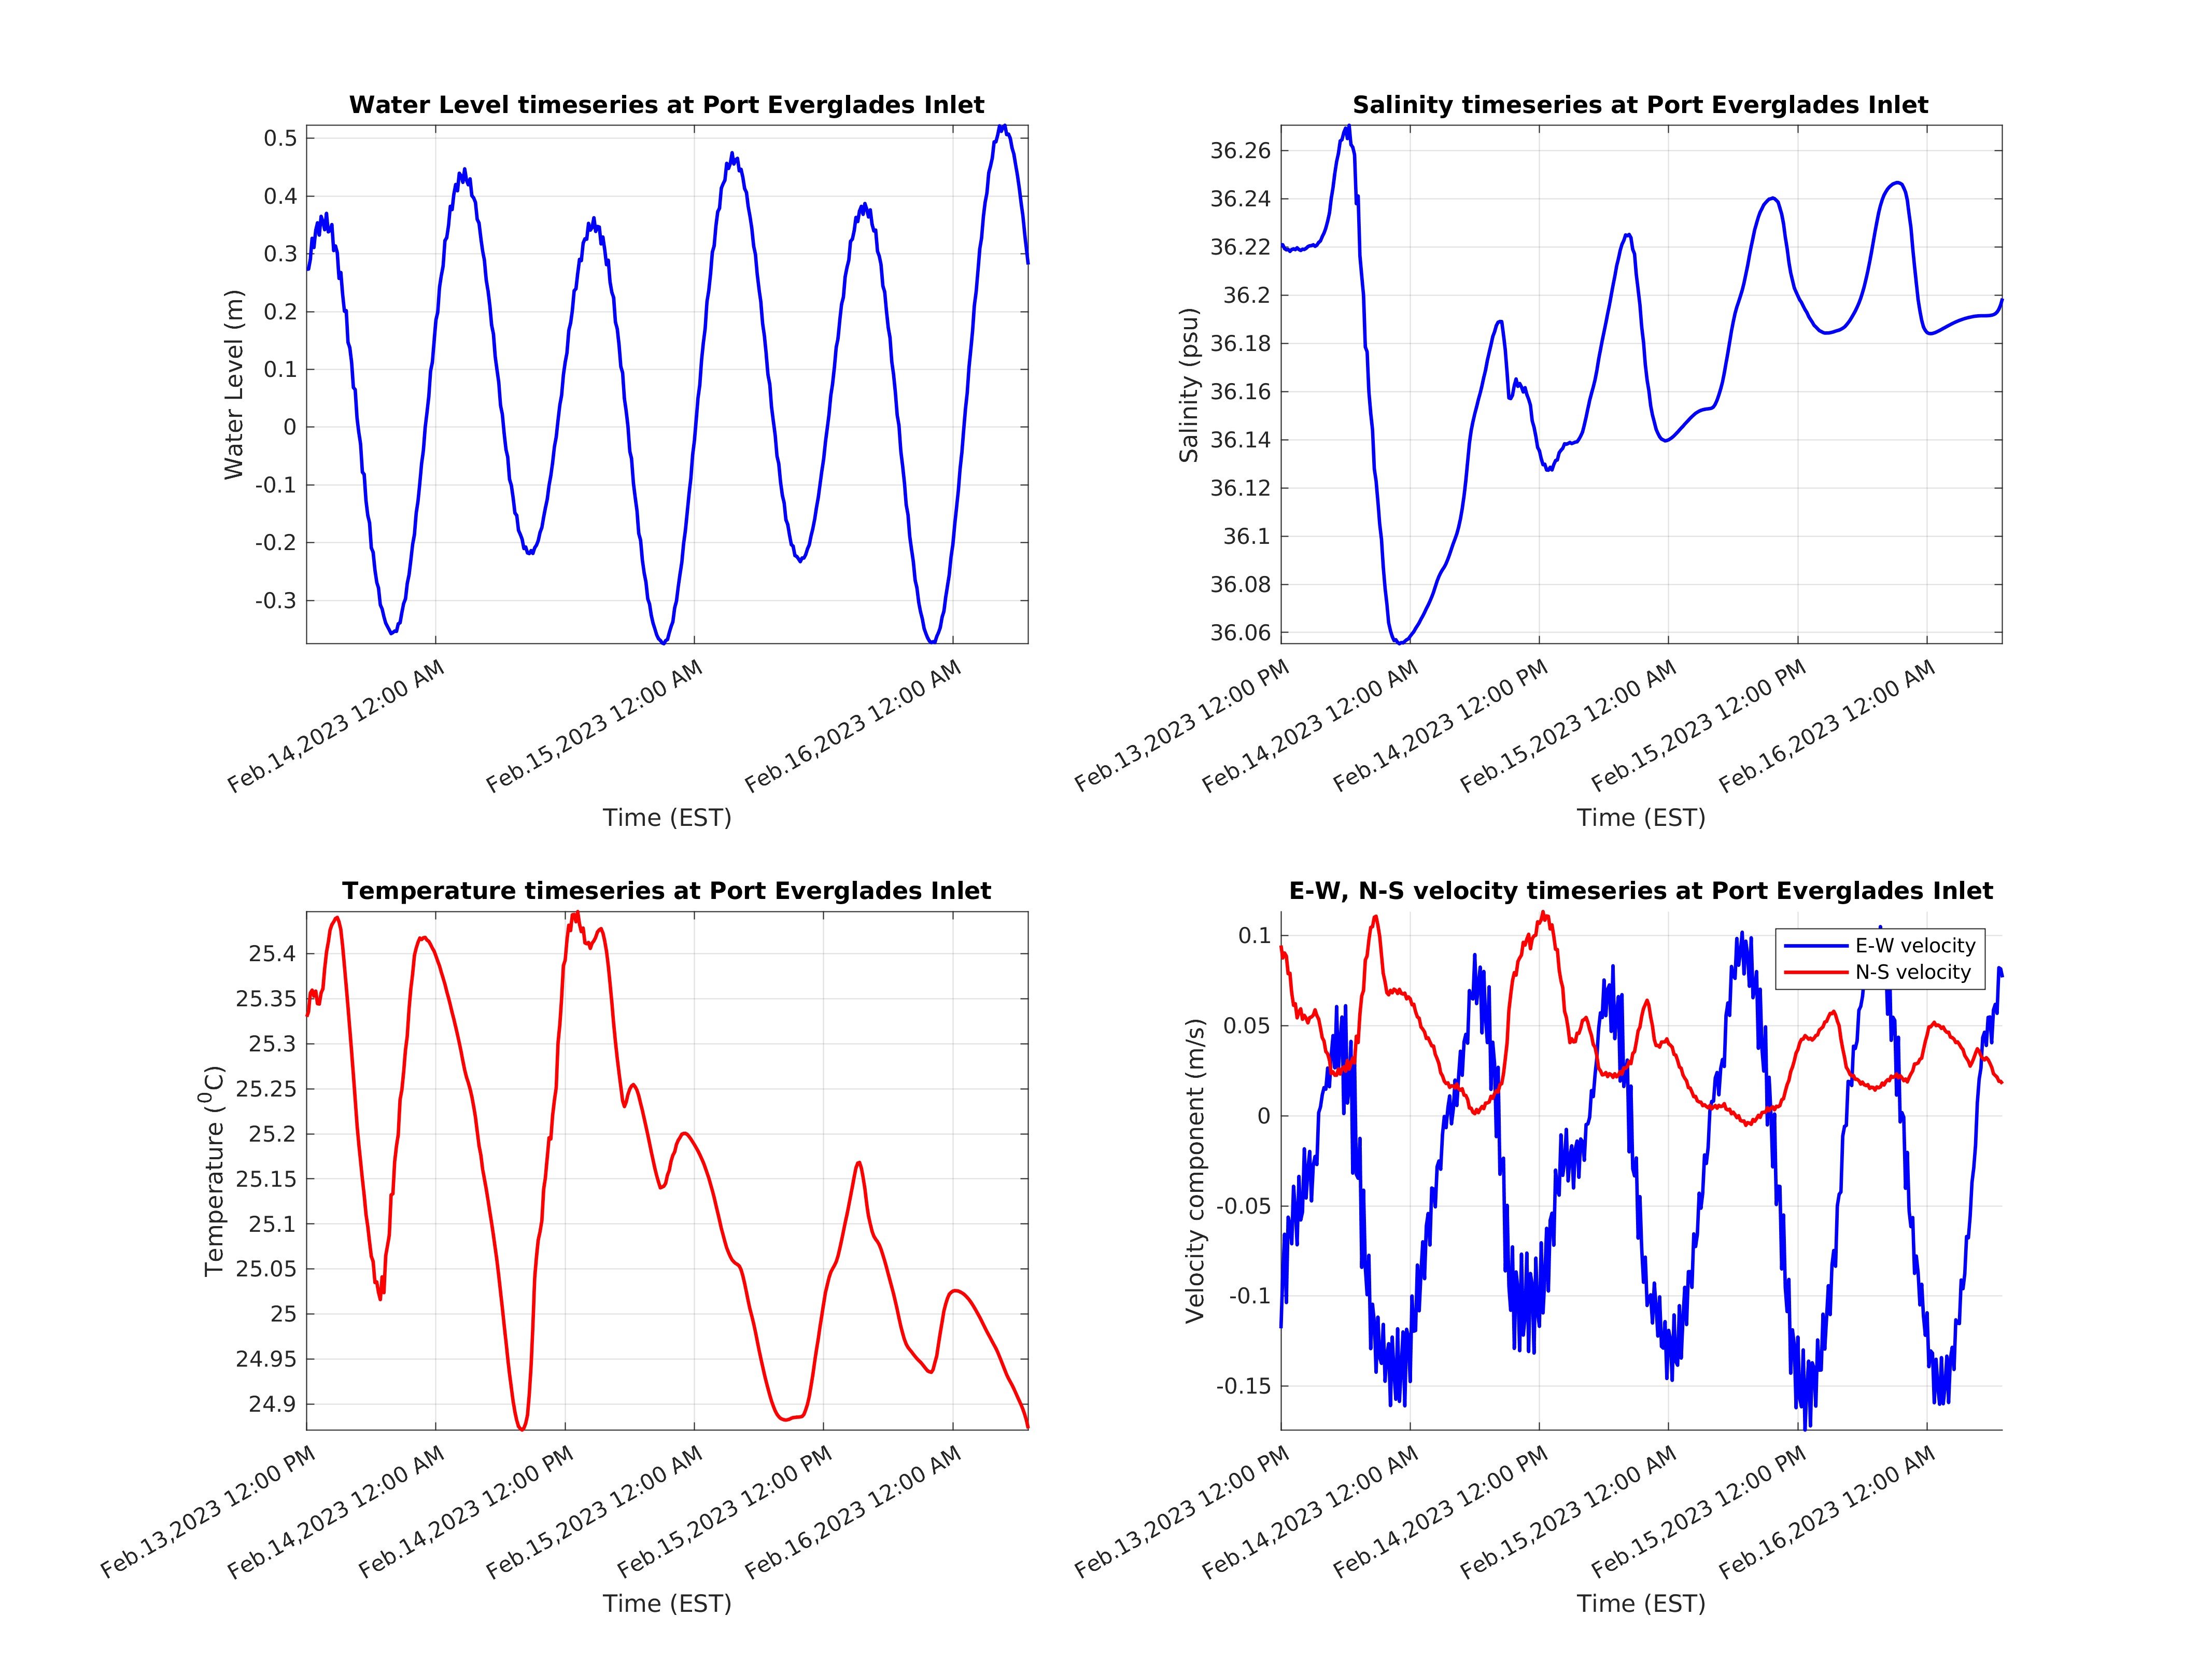 Water Level timeseries at Port Everglades Inlet
0.5
0.4
0.3
0.2
0.1
0
-0.1
-0.2
-0.3
Water Level (m)
Feb.14,2023 12:00 AM
Feb.15,2023 12:00 AM
Feb.16,2023 12:00 AM
Time (EST)
Salinity timeseries at Port Everglades Inlet
36.26
36.24
36.22
36.2
36.18
36.16
36.14
36.12
36.1
36.08
36.06
Salinity (psu)
Feb.13,2023 12:00 PM
Feb.14,2023 12:00 AM
Feb.14,2023 12:00 PM
Feb.15,2023 12:00 AM
Feb.15,2023 12:00 PM
Feb.16,2023 12:00 AM
Time (EST)
Temperature timeseries at Port Everglades Inlet
25.4
25.35
25.3
25.25
25.2
25.15
25.1
25.05
25
24.95
24.9
Temperature (⁰C)
Feb.13,2023 12:00 PM
Feb.14,2023 12:00 AM
Feb.14,2023 12:00 PM
Feb.15,2023 12:00 AM
Feb.15,2023 12:00 PM
Feb.16,2023 12:00 AM
Time (EST)
E-W, N-S velocity timeseries at Port Everglades Inlet
0.1
0.05
0
-0.05
-0.1
-0.15
Velocity component (m/s)
E-W velocity
N-S velocity
Feb.13,2023 12:00 PM
Feb.14,2023 12:00 AM
Feb.14,2023 12:00 PM
Feb.15,2023 12:00 AM
Feb.15,2023 12:00 PM
Feb.16,2023 12:00 AM
Time (EST)